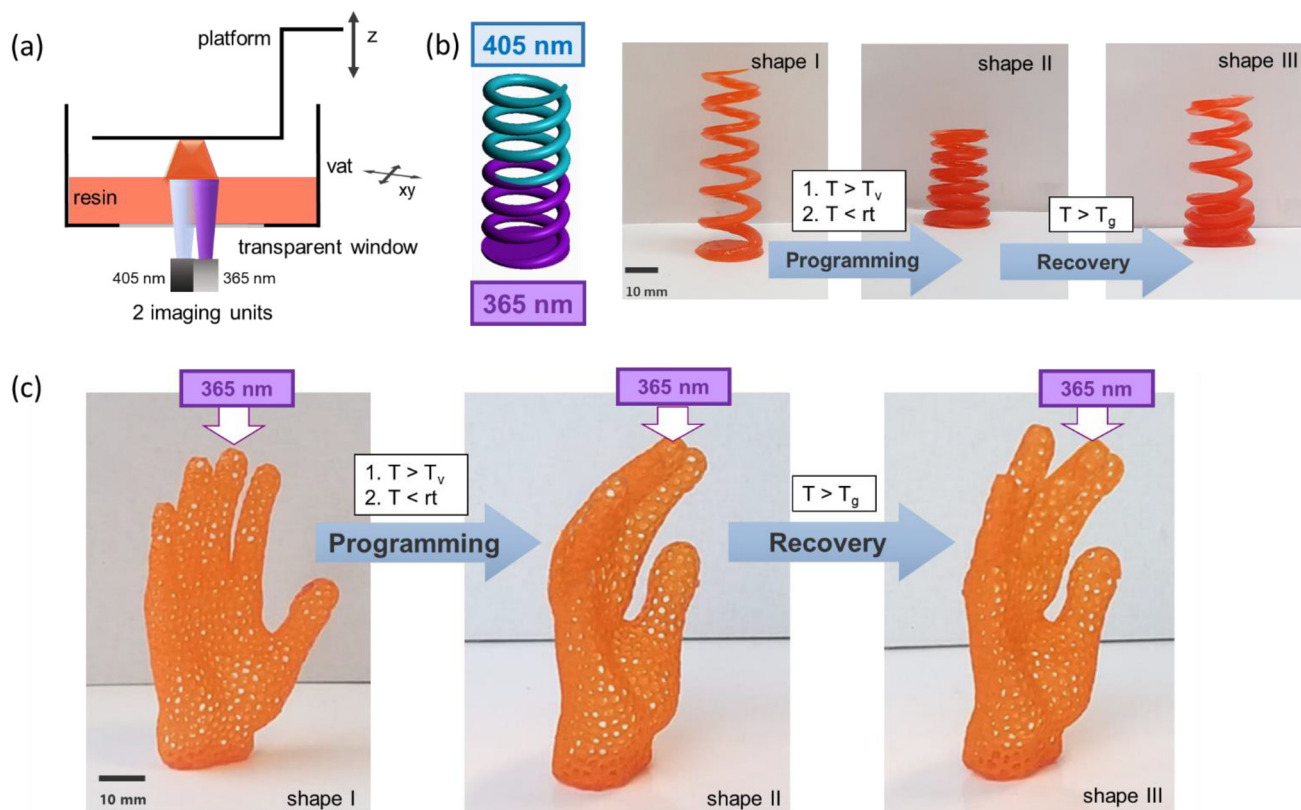 (a)
platform
z
vat
xy
resin
transparent window
405 nm
365 nm
2 imaging units
(b)
405 nm
365 nm
shape I
10 mm
1. T > Tᵥ
2. T < rt
Programming
shape II
T > T_g
Recovery
shape III
(c)
365 nm
10 mm
shape I
1. T > Tᵥ
2. T < rt
Programming
365 nm
shape II
T > T_g
Recovery
365 nm
shape III